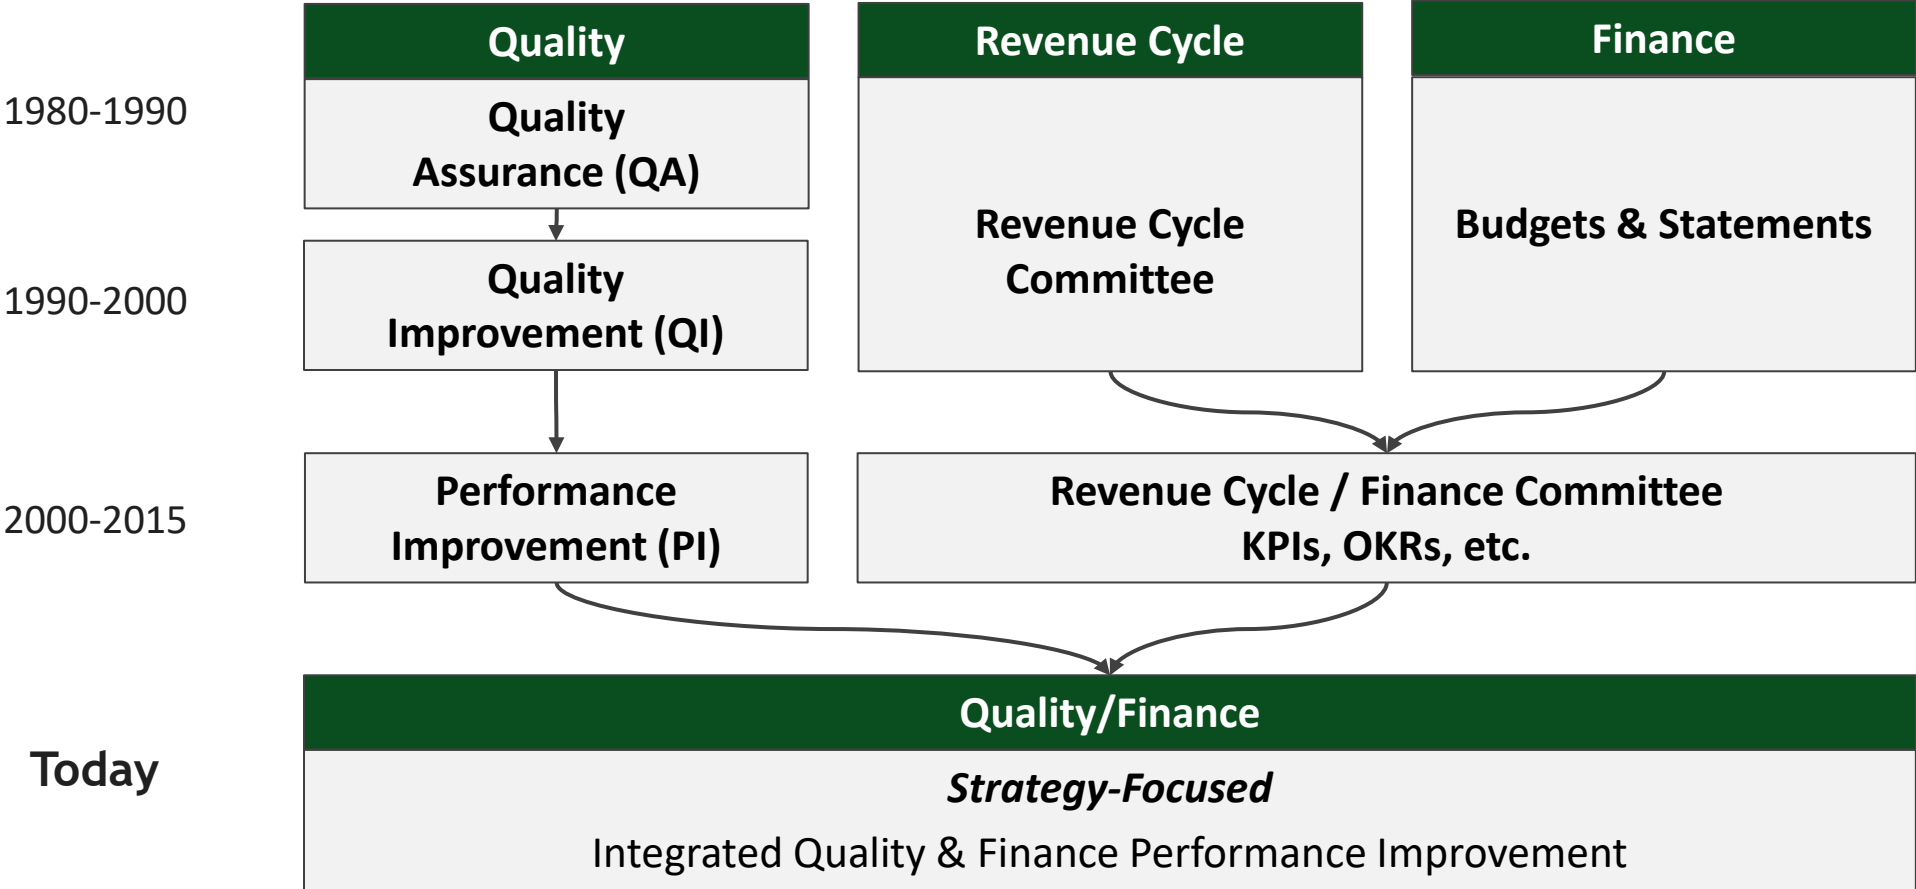 Quality
Revenue Cycle
Finance
1980-1990
Quality
Assurance (QA)
Revenue Cycle
Committee
Budgets & Statements
1990-2000
Quality
Improvement (QI)
2000-2015
Performance
Improvement (PI)
Revenue Cycle / Finance Committee
KPIs, OKRs, etc.
Today
Quality/Finance
Strategy-Focused
Integrated Quality & Finance Performance Improvement